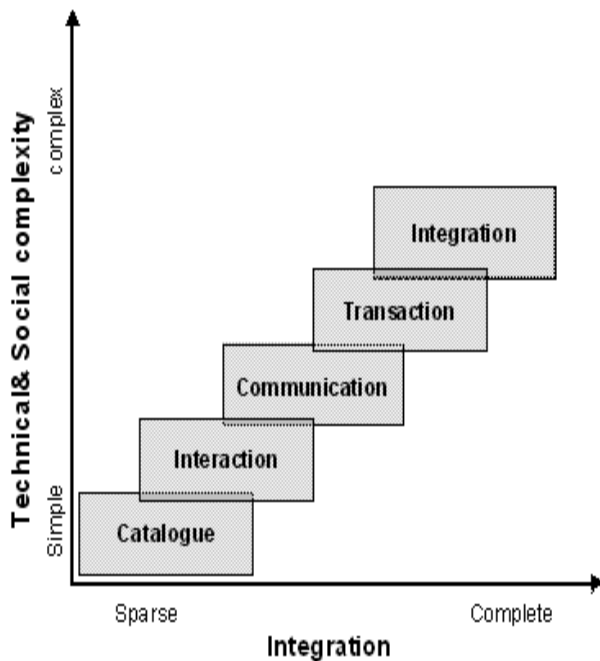 Technical& Social complexity
complex
Simple
Integration
Transaction
Communication
Interaction
Catalogue
Sparse
Complete
Integration